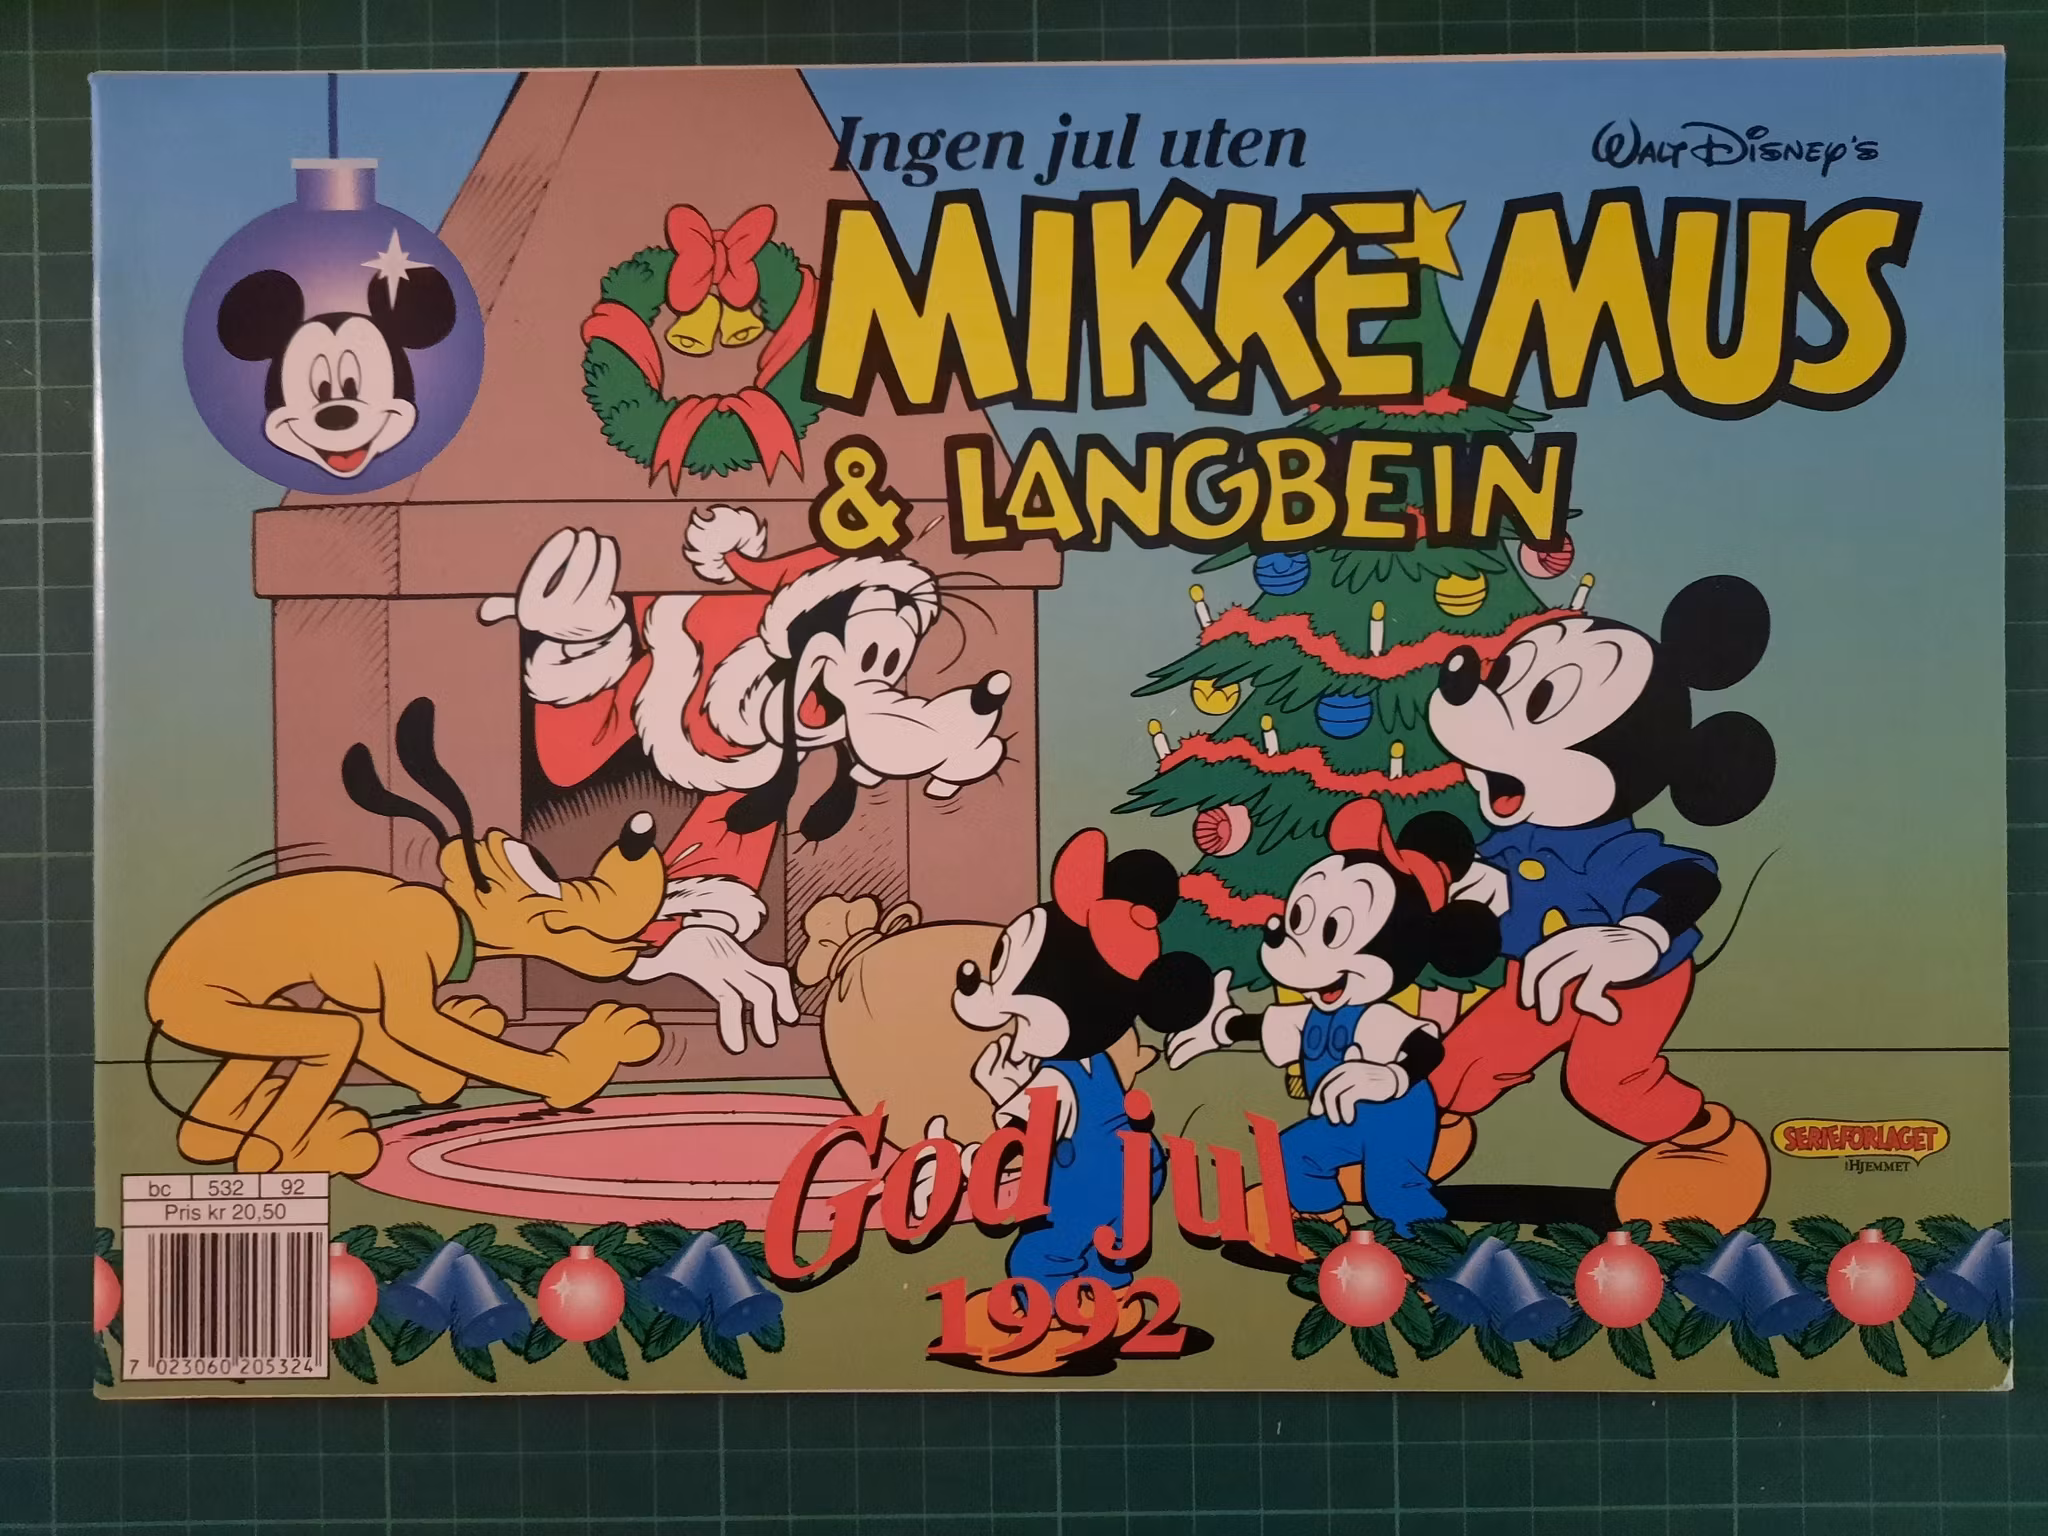 Ingen jul uten
WALT DISNEY'S
MIKKE MUS
& LANGBEIN
God jul
1992
SERIEFORLAGET
HJEMMET
bc 532 92
Pris kr 20,50
7 023060 205324